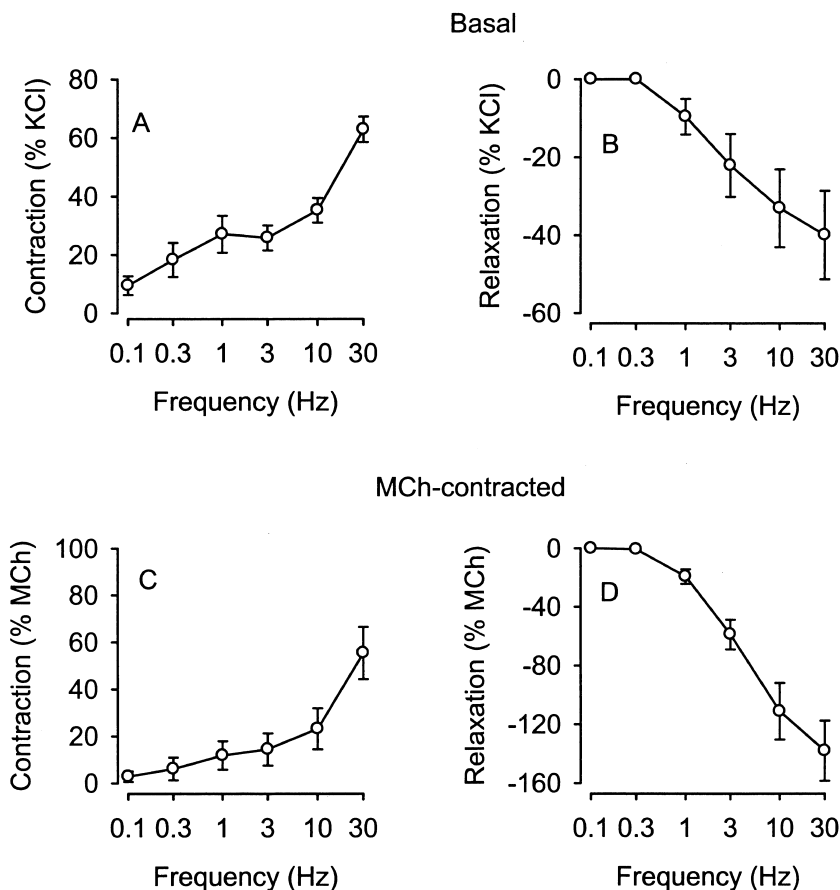 Basal
A
Contraction (% KCl)
80
60
40
20
0
0.1 0.3 1 3 10 30
Frequency (Hz)
B
Relaxation (% KCl)
0
-20
-40
-60
0.1 0.3 1 3 10 30
Frequency (Hz)
MCh-contracted
C
Contraction (% MCh)
100
80
60
40
20
0
0.1 0.3 1 3 10 30
Frequency (Hz)
D
Relaxation (% MCh)
0
-40
-80
-120
-160
0.1 0.3 1 3 10 30
Frequency (Hz)